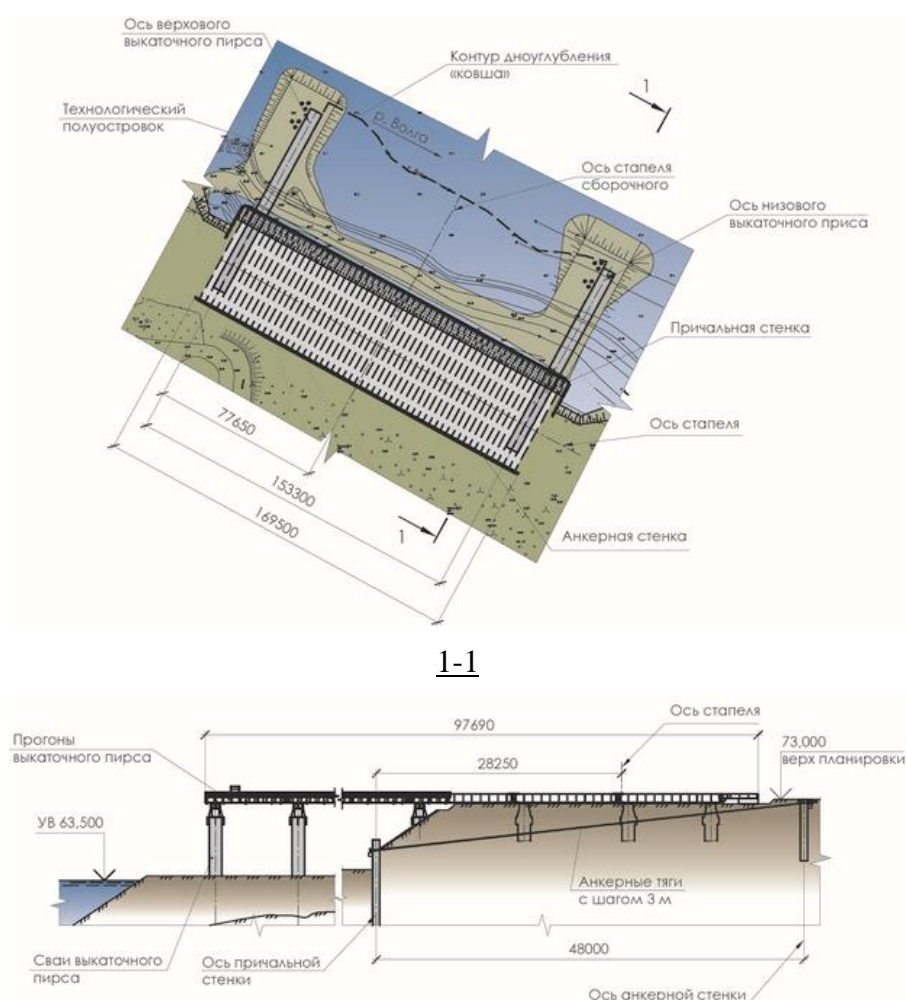 Ось верхового
выкаточного пирса
Контур дноуглубления
«ковша»
1
Технологический
полуостровок
р. Волга
Ось стапеля
сборочного
Ось низового
выкаточного приса
Причальная стенка
Ось стапеля
77650
153300
169500
1
Анкерная стенка
1-1
Ось стапеля
97690
Прогоны
выкаточного пирса
28250
73,000
верх планировки
УВ 63,500
Анкерные тяги
с шагом 3 м
Сваи выкаточного
пирса
Ось причальной
стенки
48000
Ось анкерной стенки